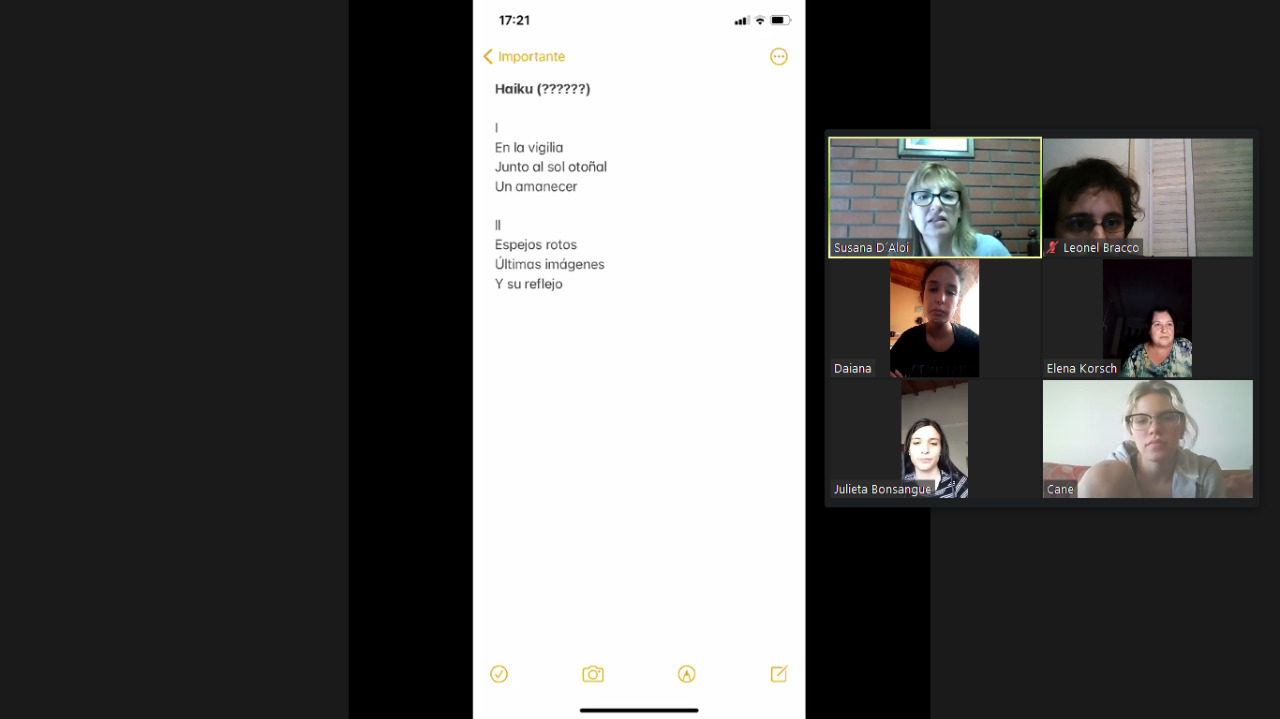 17:21
Importante
Haiku (??????)
I
En la vigilia
Junto al sol otoñal
Un amanecer
II
Espejos rotos
Últimas imágenes
Y su reflejo
Susana D´Aloi
Leonel Bracco
Daiana
Elena Korsch
Julieta Bonsangue
Cane